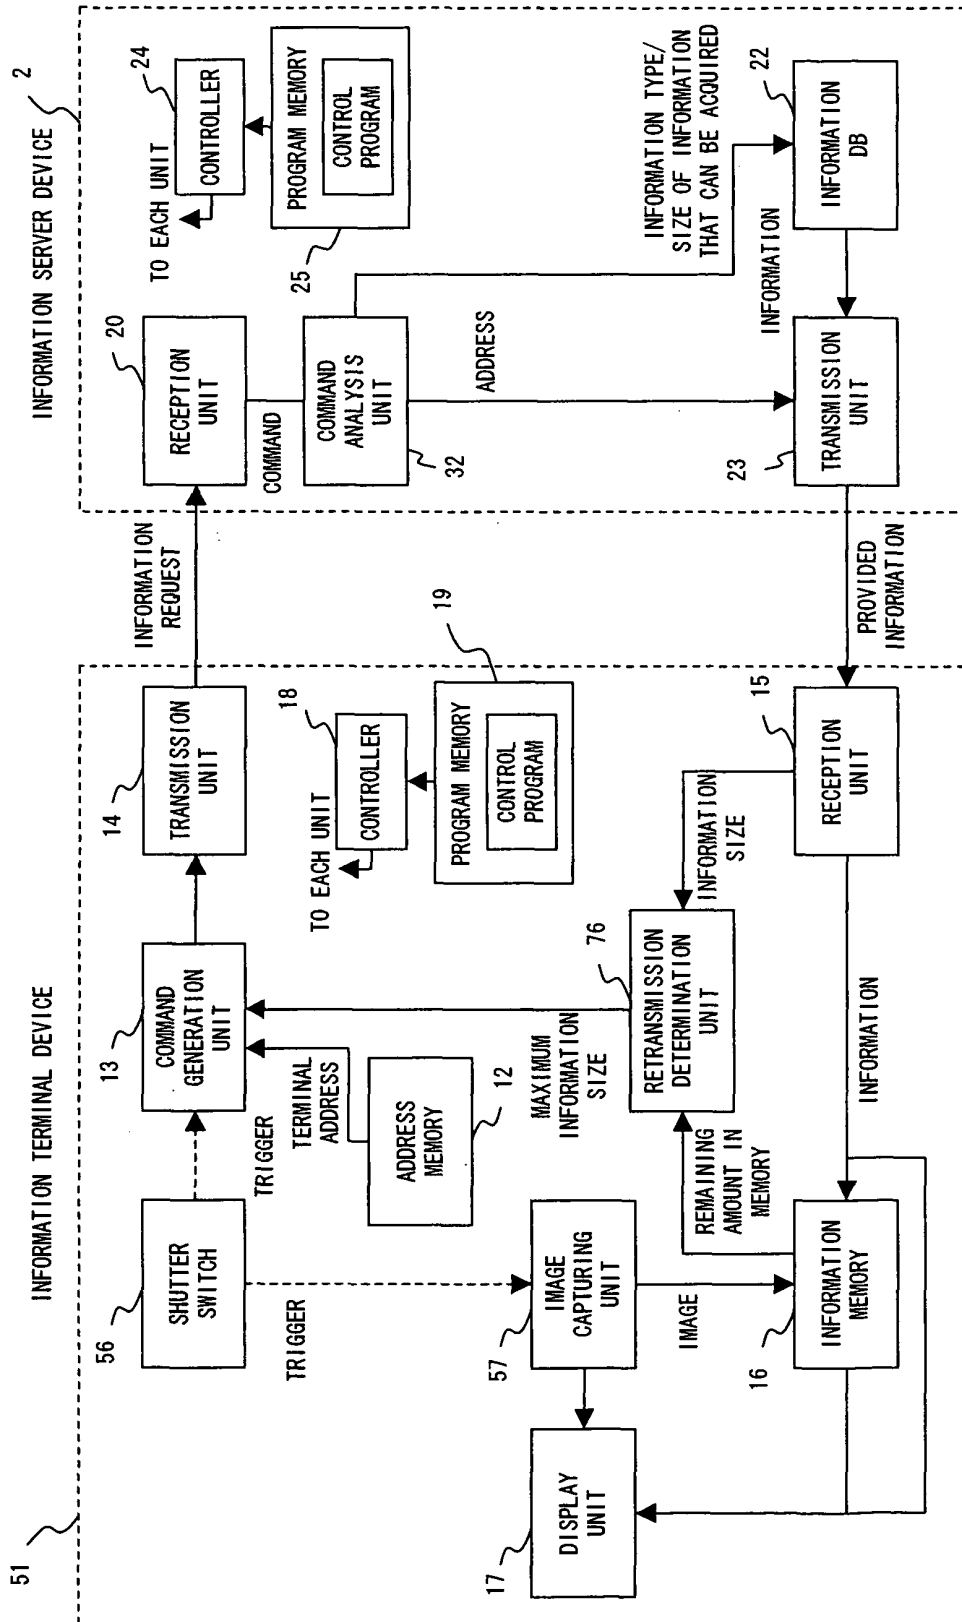 51
INFORMATION TERMINAL DEVICE
56
SHUTTER
SWITCH
TRIGGER
13
COMMAND
GENERATION
UNIT
14
TRANSMISSION
UNIT
TRIGGER
TERMINAL
ADDRESS
ADDRESS
MEMORY
12
TO EACH UNIT
18
CONTROLLER
19
PROGRAM MEMORY
CONTROL
PROGRAM
57
IMAGE
CAPTURING
UNIT
IMAGE
MAXIMUM
INFORMATION
SIZE
76
RETRANSMISSION
DETERMINATION
UNIT
REMAINING
AMOUNT IN
MEMORY
INFORMATION
SIZE
17
DISPLAY
UNIT
16
INFORMATION
MEMORY
INFORMATION
15
RECEPTION
UNIT
INFORMATION
REQUEST
PROVIDED
INFORMATION
INFORMATION SERVER DEVICE
2
20
RECEPTION
UNIT
COMMAND
TO EACH UNIT
24
CONTROLLER
25
PROGRAM MEMORY
CONTROL
PROGRAM
COMMAND
ANALYSIS
UNIT
32
ADDRESS
INFORMATION TYPE/
SIZE OF INFORMATION
THAT CAN BE ACQUIRED
23
TRANSMISSION
UNIT
INFORMATION
22
INFORMATION
DB